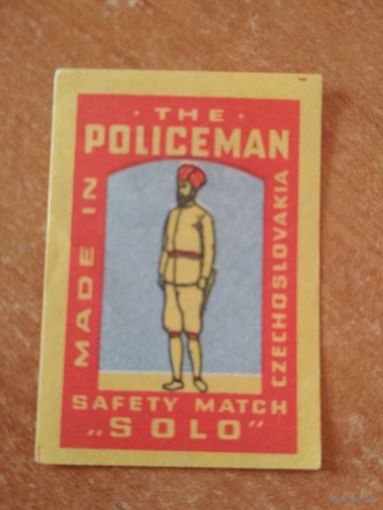 · THE ·
POLICEMAN
MADE IN
CZECHOSLOVAKIA
SAFETY MATCH
„SOLO"